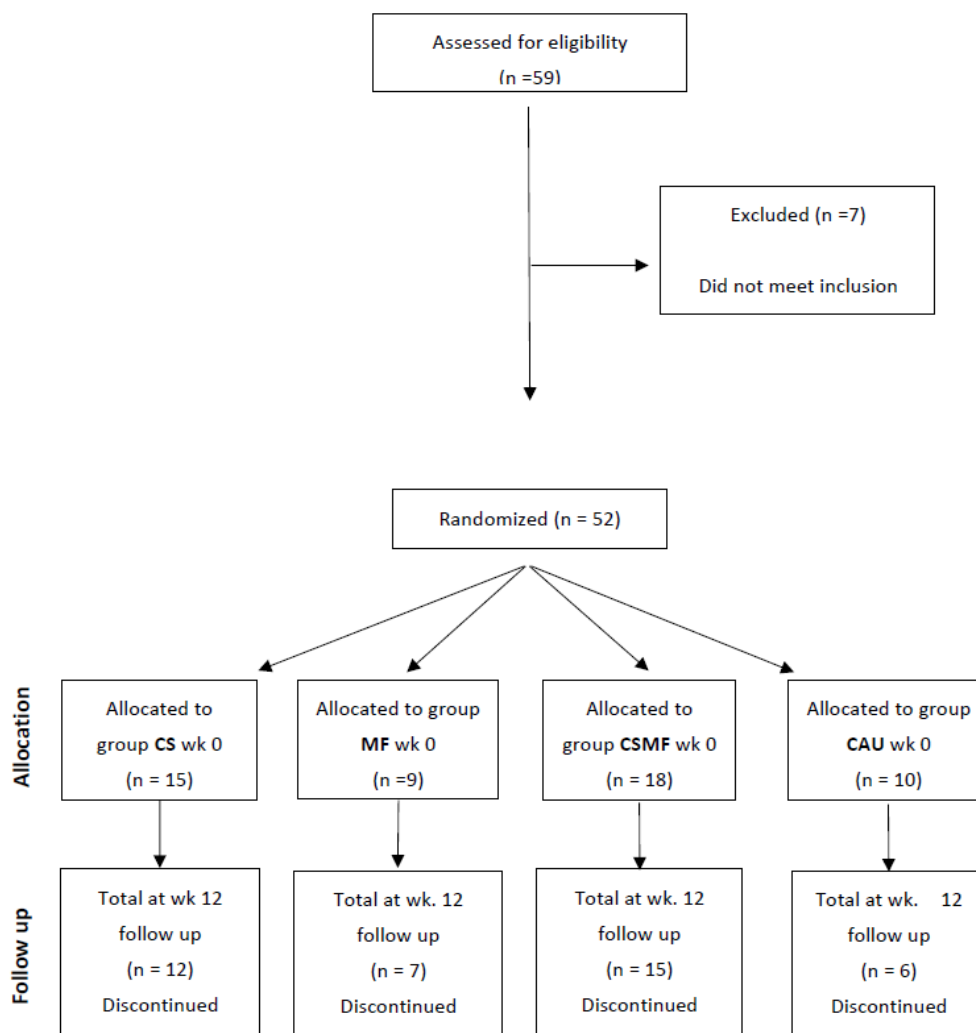 Assessed for eligibility
(n =59)
Excluded (n =7)
Did not meet inclusion
Randomized (n = 52)
Allocation
Allocated to
group CS wk 0
(n = 15)
Allocated to group
MF wk 0
(n =9)
Allocated to
group CSMF wk 0
(n = 18)
Allocated to group
CAU wk 0
(n = 10)
Follow up
Total at wk 12
follow up
(n = 12)
Discontinued
Total at wk. 12
follow up
(n = 7)
Discontinued
Total at wk. 12
follow up
(n = 15)
Discontinued
Total at wk. 12
follow up
(n = 6)
Discontinued